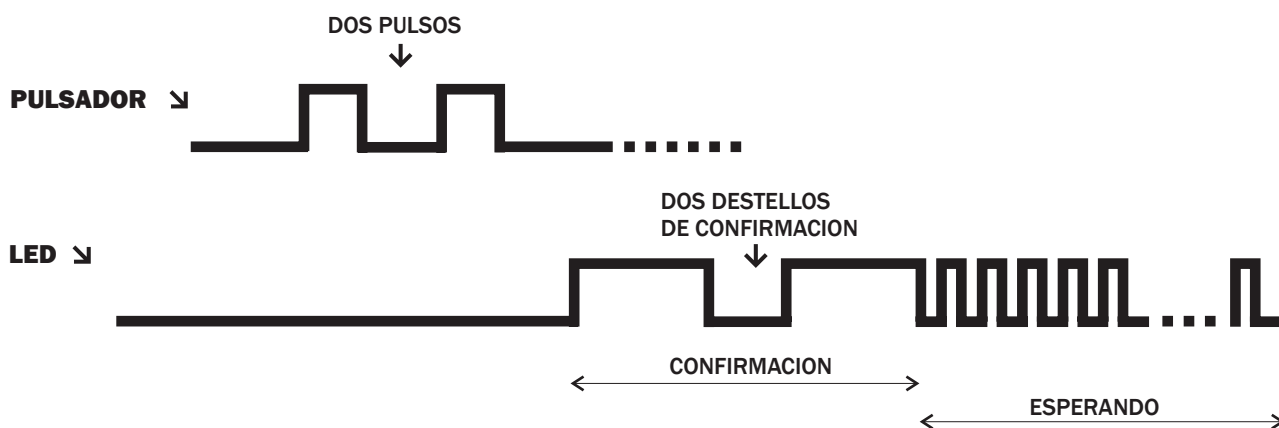 DOS PULSOS
PULSADOR
DOS DESTELLOS
DE CONFIRMACION
LED
CONFIRMACION
ESPERANDO